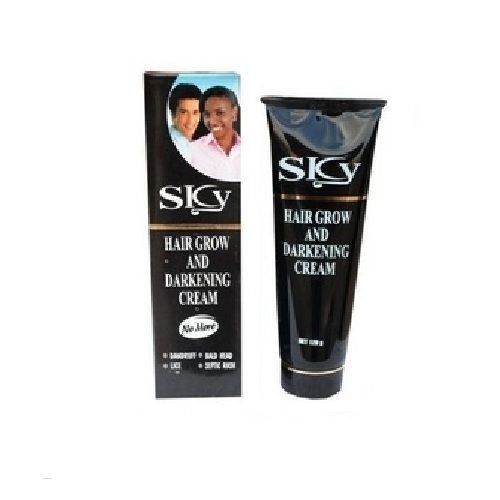 SKy
HAIR GROW
AND
DARKENING
CREAM
No More
DANDRUFF BALD HEAD
LICE SEPTIC RASH
SKy
HAIR GROW
AND
DARKENING
CREAM
NET